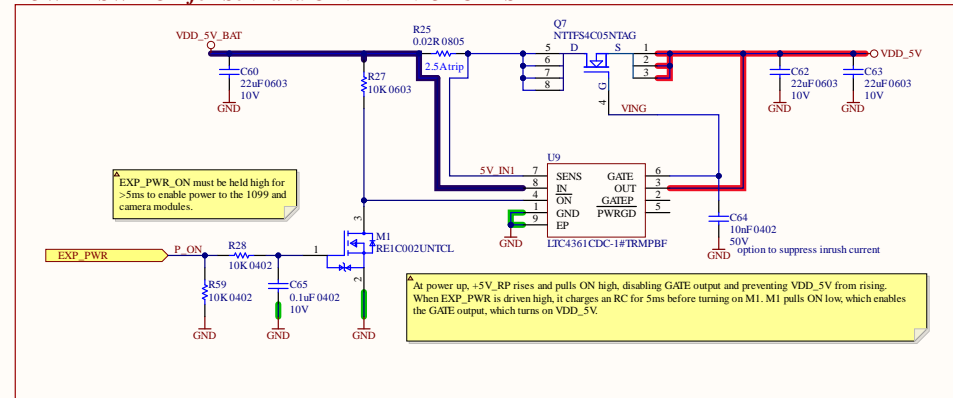 VDD_5V_BAT
R25
0.02R 0805
2.5A trip
Q7
NTTFS4C05NTAG
5 D S 1
6 2
7 3
8
G
4
VDD_5V
C60
22uF 0603
10V
GND
R27
10K 0603
VING
C62
22uF 0603
10V
GND
C63
22uF 0603
10V
GND
EXP_PWR_ON must be held high for
>5ms to enable power to the 1099 and
camera modules.
U9
5V_IN1 7 SENS GATE 6
8 IN OUT 3
4 ON GATEP 2
1 GND PWRGD 5
9 EP
GND
LTC4361CDC-1#TRMPBF
C64
10nF 0402
50V
GND
option to suppress inrush current
3
M1
RE1C002UNTCL
1
2
EXP_PWR
P_ON
R28
10K 0402
R59
10K 0402
C65
0.1uF 0402
10V
GND
GND
GND
At power up, +5V_RP rises and pulls ON high, disabling GATE output and preventing VDD_5V from rising.
When EXP_PWR is driven high, it charges an RC for 5ms before turning on M1. M1 pulls ON low, which enables
the GATE output, which turns on VDD_5V.